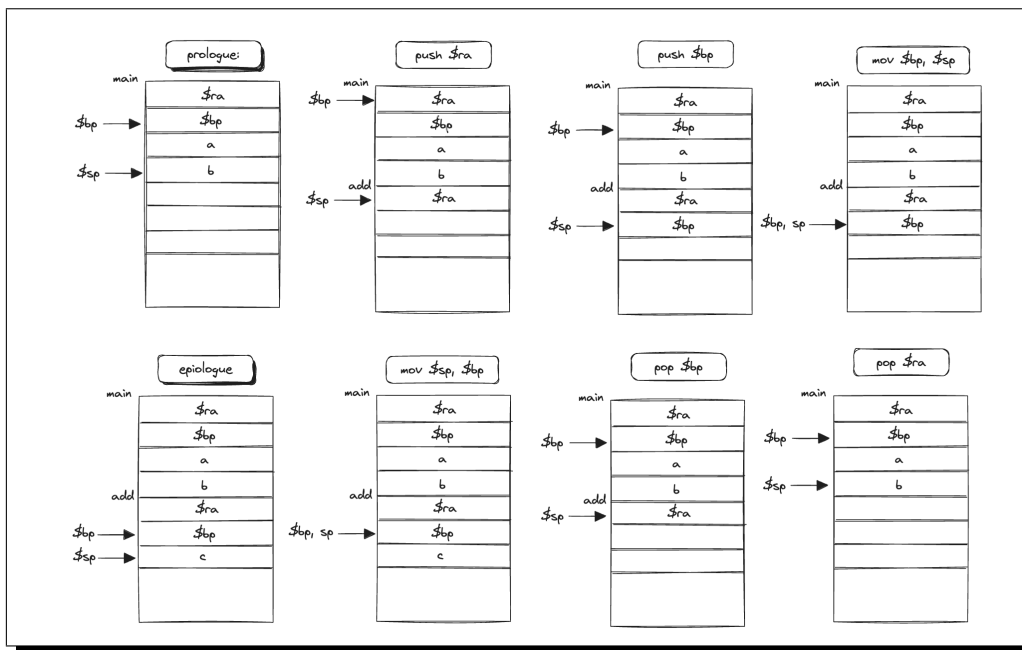 prologue:
main
$ra
$bp
$bp
a
$sp
b
push $ra
main
$bp
$ra
$bp
a
b
add
$sp
$ra
push $bp
main
$ra
$bp
$bp
a
b
add
$ra
$sp
$bp
mov $bp, $sp
main
$ra
$bp
a
b
add
$ra
$bp, sp
$bp
epiologue
main
$ra
$bp
a
b
add
$ra
$bp
$bp
$sp
c
mov $sp, $bp
main
$ra
$bp
a
b
add
$ra
$bp, sp
$bp
c
pop $bp
main
$ra
$bp
$bp
a
b
add
$sp
$ra
pop $ra
main
$ra
$bp
$bp
a
$sp
b